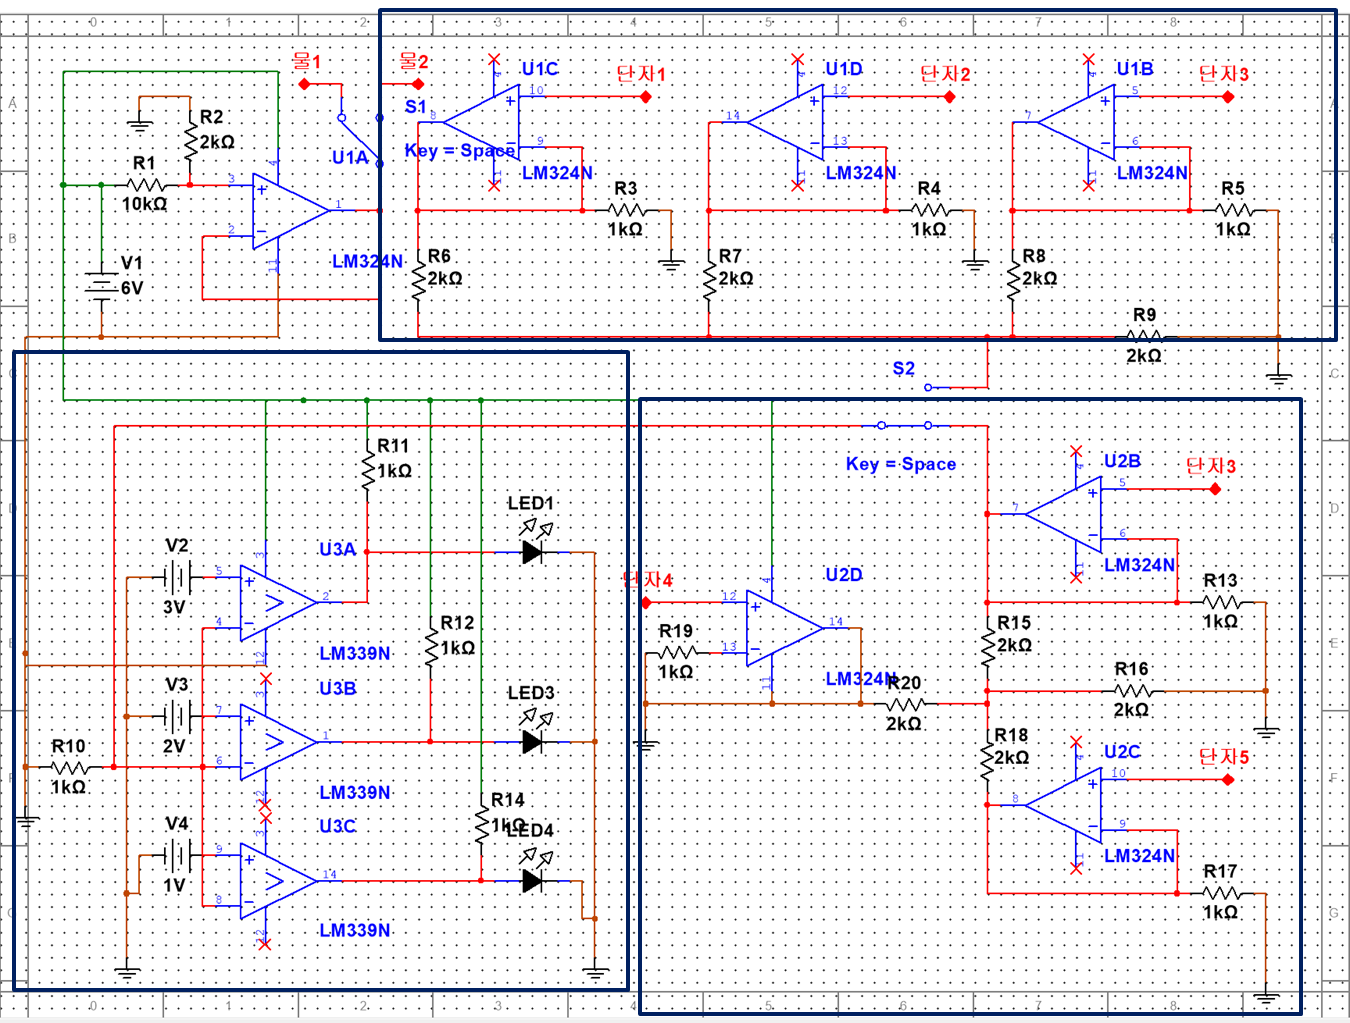 0 1 2 3 4 5 6 7 8
물1
물2
U1C
단자1
U1D
단자2
U1B
단자3
A
S1
Key = Space
R2
2kΩ
R1
10kΩ
U1A
LM324N
LM324N
LM324N
LM324N
R3
1kΩ
R4
1kΩ
R5
1kΩ
B
V1
6V
R6
2kΩ
R7
2kΩ
R8
2kΩ
R9
2kΩ
S2
C
Key = Space
R11
1kΩ
LED1
U2B
단자3
LM324N
D
V2
3V
U3A
LM339N
단자4
U2D
LM324N
R19
1kΩ
R13
1kΩ
R12
1kΩ
R15
2kΩ
R16
2kΩ
R20
2kΩ
E
V3
2V
U3B
LM339N
LED3
R10
1kΩ
R18
2kΩ
U2C
단자5
LM324N
F
V4
1V
U3C
LM339N
R14
1kΩ
LED4
R17
1kΩ
G
0 1 2 3 4 5 6 7 8